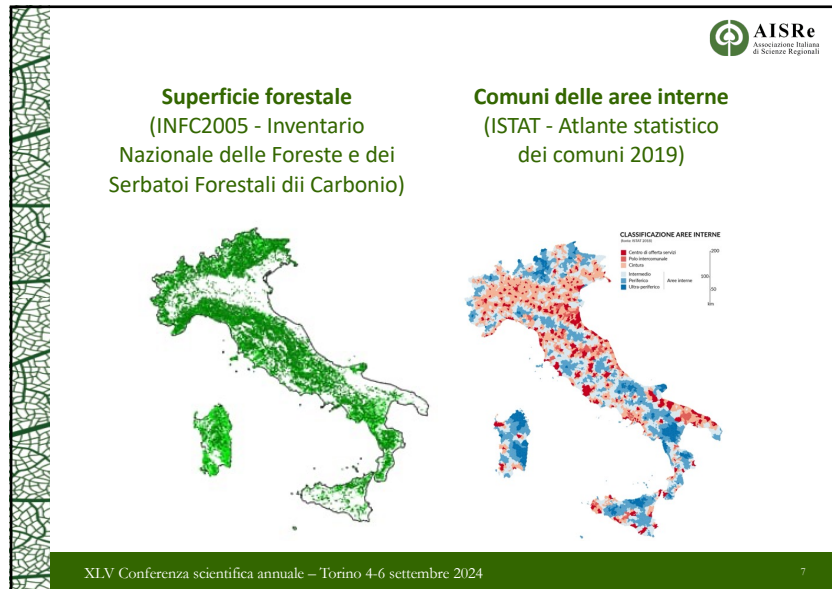 AISRe
Associazione Italiana
di Scienze Regionali
Superficie forestale
(INFC2005 - Inventario
Nazionale delle Foreste e dei
Serbatoi Forestali dii Carbonio)
Comuni delle aree interne
(ISTAT - Atlante statistico
dei comuni 2019)
CLASSIFICAZIONE AREE INTERNE
Centro di offerta servizi
Polo intercomunale
Cintura
Intermedio
Periferico
Ultra-periferico
Aree interne
200
100
50
km
XLV Conferenza scientifica annuale – Torino 4-6 settembre 2024
7